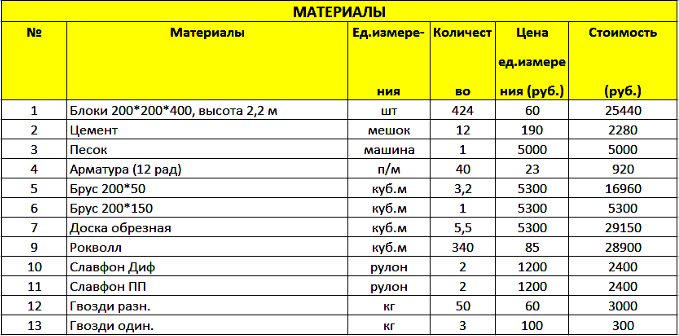 МАТЕРИАЛЫ
№ Материалы Ед.измере- Количест Цена Стоимость
ед.измере
ния во ния (руб.) (руб.)
1 Блоки 200*200*400, высота 2,2 м шт 424 60 25440
2 Цемент мешок 12 190 2280
3 Песок машина 1 5000 5000
4 Арматура (12 рад) п/м 40 23 920
5 Брус 200*50 куб.м 3,2 5300 16960
6 Брус 200*150 куб.м 1 5300 5300
7 Доска обрезная куб.м 5,5 5300 29150
9 Рокволл куб.м 340 85 28900
10 Славфон Диф рулон 2 1200 2400
11 Славфон ПП рулон 2 1200 2400
12 Гвозди разн. кг 50 60 3000
13 Гвозди один. кг 3 100 300